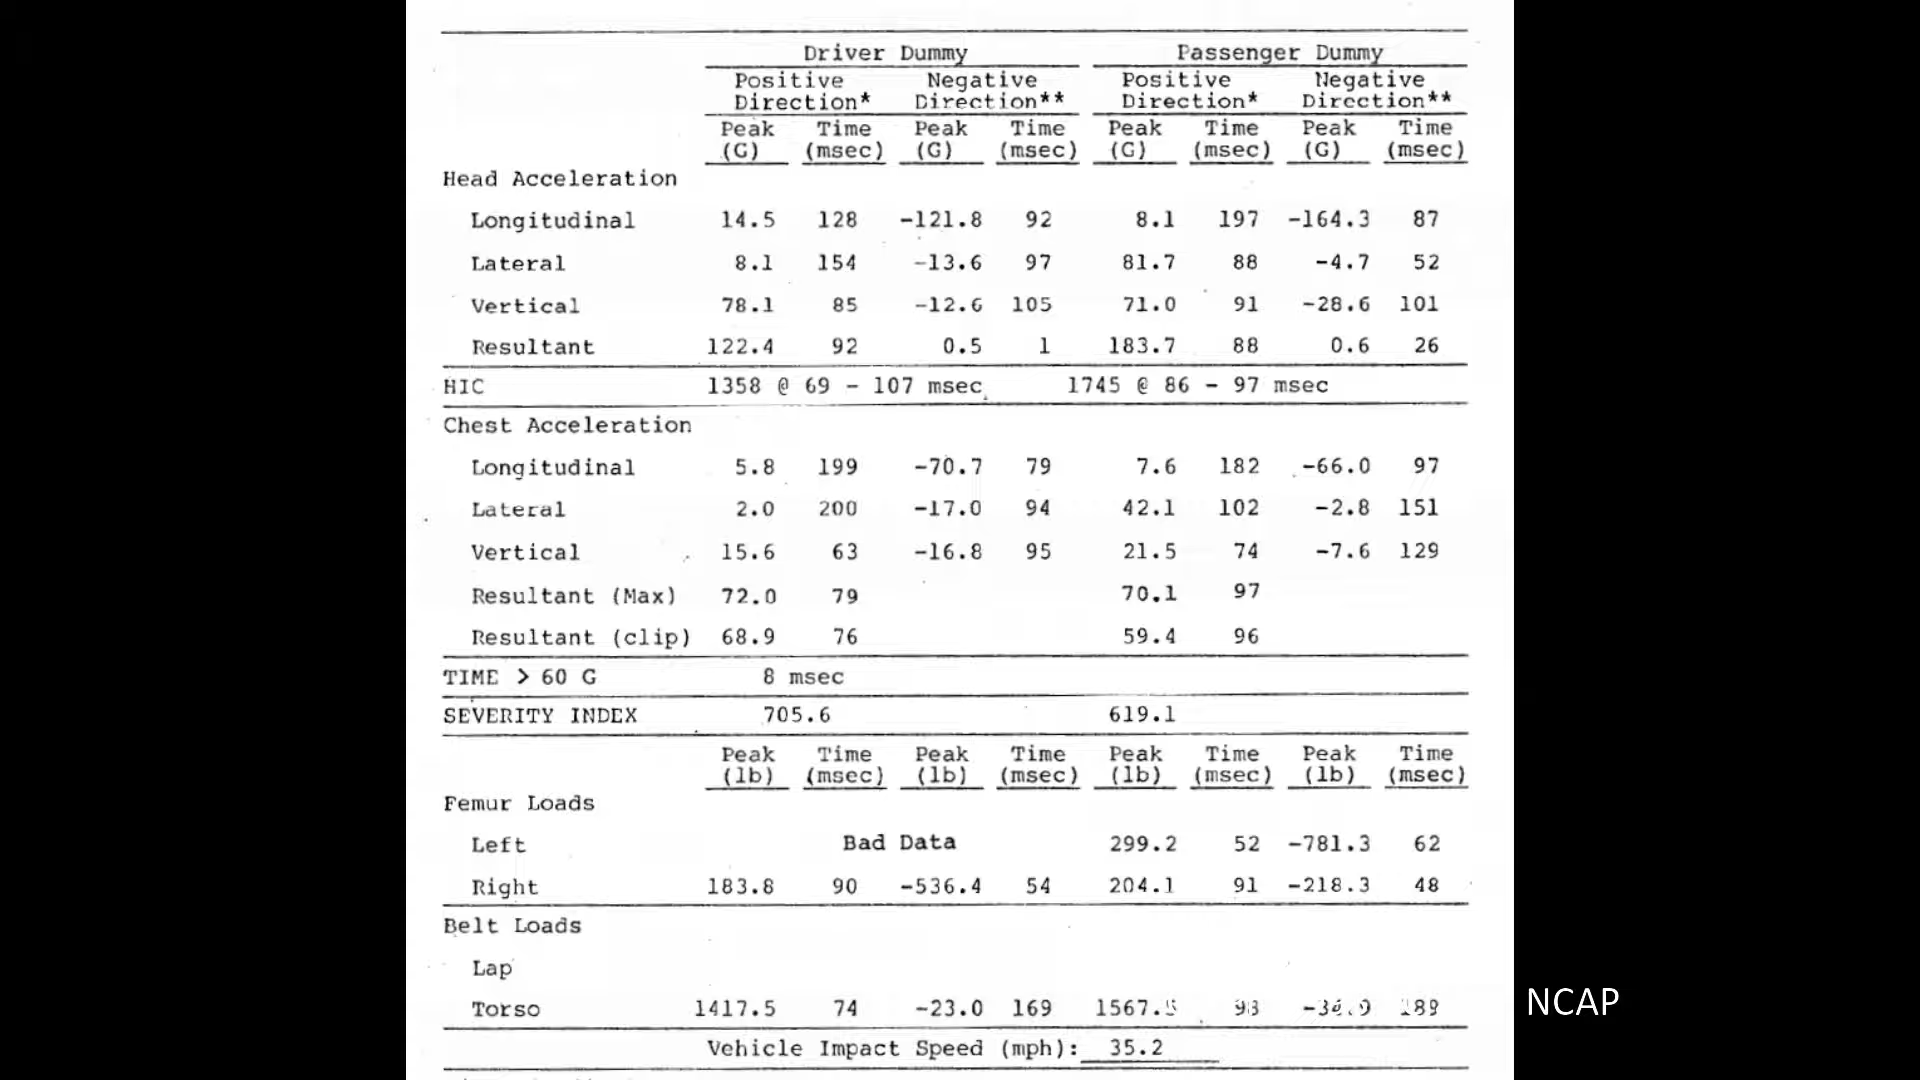 Driver Dummy Passenger Dummy
Positive Negative Positive Negative
Direction* Direction** Direction* Direction**
Peak Time Peak Time Peak Time Peak Time
(G) (msec) (G) (msec) (G) (msec) (G) (msec)
Head Acceleration
Longitudinal 14.5 128 -121.8 92 8.1 197 -164.3 87
Lateral 8.1 154 -13.6 97 81.7 88 -4.7 52
Vertical 78.1 85 -12.6 105 71.0 91 -28.6 101
Resultant 122.4 92 0.5 1 183.7 88 0.6 26
HIC 1358 @ 69 - 107 msec 1745 @ 86 - 97 msec
Chest Acceleration
Longitudinal 5.8 199 -70.7 79 7.6 182 -66.0 97
Lateral 2.0 200 -17.0 94 42.1 102 -2.8 151
Vertical 15.6 63 -16.8 95 21.5 74 -7.6 129
Resultant (Max) 72.0 79 70.1 97
Resultant (clip) 68.9 76 59.4 96
TIME > 60 G 8 msec
SEVERITY INDEX 705.6 619.1
Peak Time Peak Time Peak Time Peak Time
(lb) (msec) (lb) (msec) (lb) (msec) (lb) (msec)
Femur Loads
Left Bad Data 299.2 52 -781.3 62
Right 183.8 90 -536.4 54 204.1 91 -218.3 48
Belt Loads
Lap
Torso 1417.5 74 -23.0 169 1567.5 189
Vehicle Impact Speed (mph): 35.2
NCAP